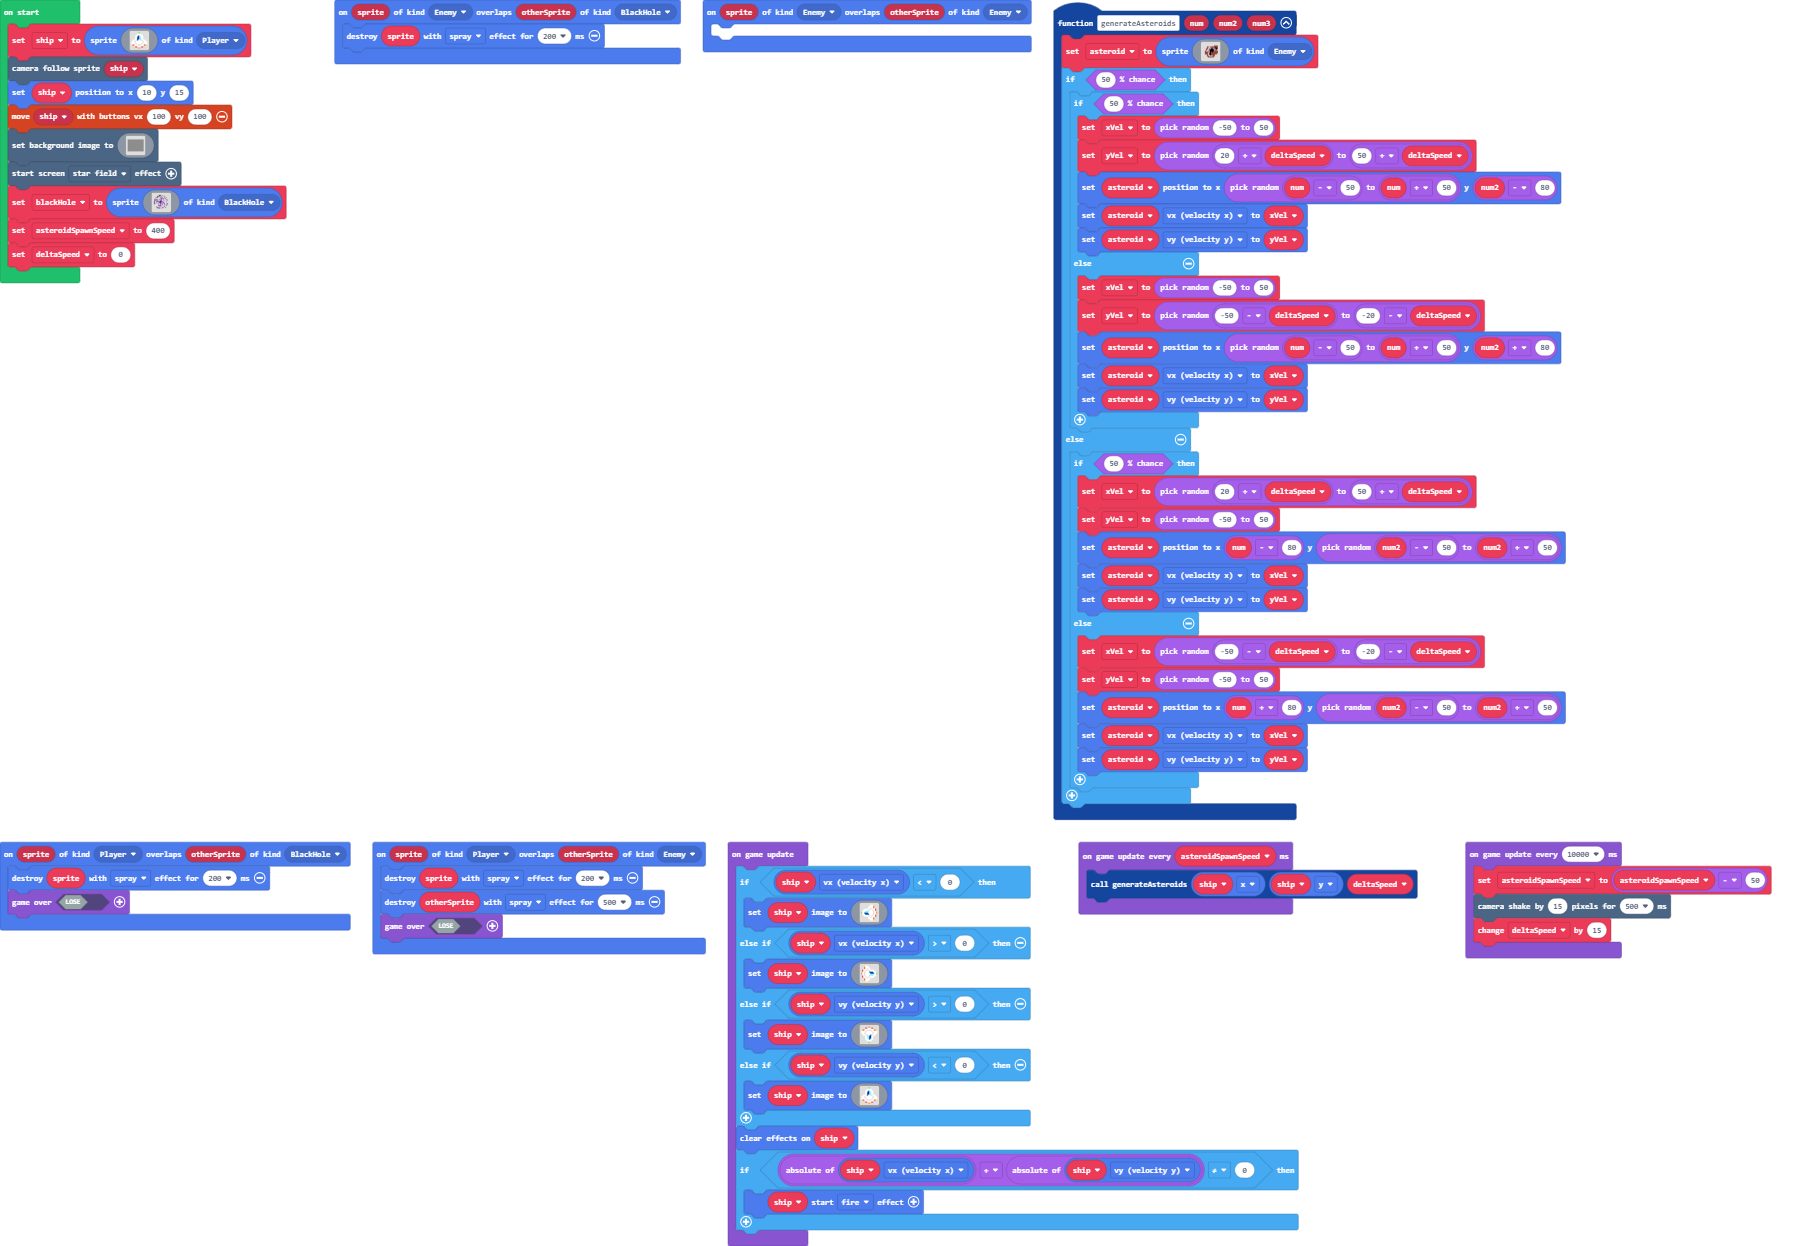 on start
set ship to sprite of kind Player
camera follow sprite ship
set ship position to x 10 y 15
move ship with buttons vx 100 vy 100
set background image to
start screen star field effect
set blackHole to sprite of kind BlackHole
set asteroidSpawnSpeed to 400
set deltaSpeed to 0
on sprite of kind Enemy overlaps otherSprite of kind BlackHole
destroy sprite with spray effect for 200 ms
on sprite of kind Enemy overlaps otherSprite of kind Enemy
function generateAsteroids num num2 num3
set asteroid to sprite of kind Enemy
if 50 % chance then
if 50 % chance then
set xVel to pick random -50 to 50
set yVel to pick random 20 + deltaSpeed to 50 + deltaSpeed
set asteroid position to x pick random num - 50 to num + 50 y num2 - 80
set asteroid vx (velocity x) to xVel
set asteroid vy (velocity y) to yVel
else
set xVel to pick random -50 to 50
set yVel to pick random -50 - deltaSpeed to -20 - deltaSpeed
set asteroid position to x pick random num - 50 to num + 50 y num2 + 80
set asteroid vx (velocity x) to xVel
set asteroid vy (velocity y) to yVel
else
if 50 % chance then
set xVel to pick random 20 + deltaSpeed to 50 + deltaSpeed
set yVel to pick random -50 to 50
set asteroid position to x num - 80 y pick random num2 - 50 to num2 + 50
set asteroid vx (velocity x) to xVel
set asteroid vy (velocity y) to yVel
else
set xVel to pick random -50 - deltaSpeed to -20 - deltaSpeed
set yVel to pick random -50 to 50
set asteroid position to x num + 80 y pick random num2 - 50 to num2 + 50
set asteroid vx (velocity x) to xVel
set asteroid vy (velocity y) to yVel
on sprite of kind Player overlaps otherSprite of kind BlackHole
destroy sprite with spray effect for 200 ms
game over LOSE
on sprite of kind Player overlaps otherSprite of kind Enemy
destroy sprite with spray effect for 200 ms
destroy otherSprite with spray effect for 500 ms
game over LOSE
on game update
if ship vx (velocity x) < 0 then
set ship image to
else if ship vx (velocity x) > 0 then
set ship image to
else if ship vy (velocity y) > 0 then
set ship image to
else if ship vy (velocity y) < 0 then
set ship image to
clear effects on ship
if absolute of ship vx (velocity x) + absolute of ship vy (velocity y) ≠ 0 then
ship start fire effect
on game update every asteroidSpawnSpeed ms
call generateAsteroids ship x ship y deltaSpeed
on game update every 10000 ms
set asteroidSpawnSpeed to asteroidSpawnSpeed - 50
camera shake by 15 pixels for 500 ms
change deltaSpeed by 15